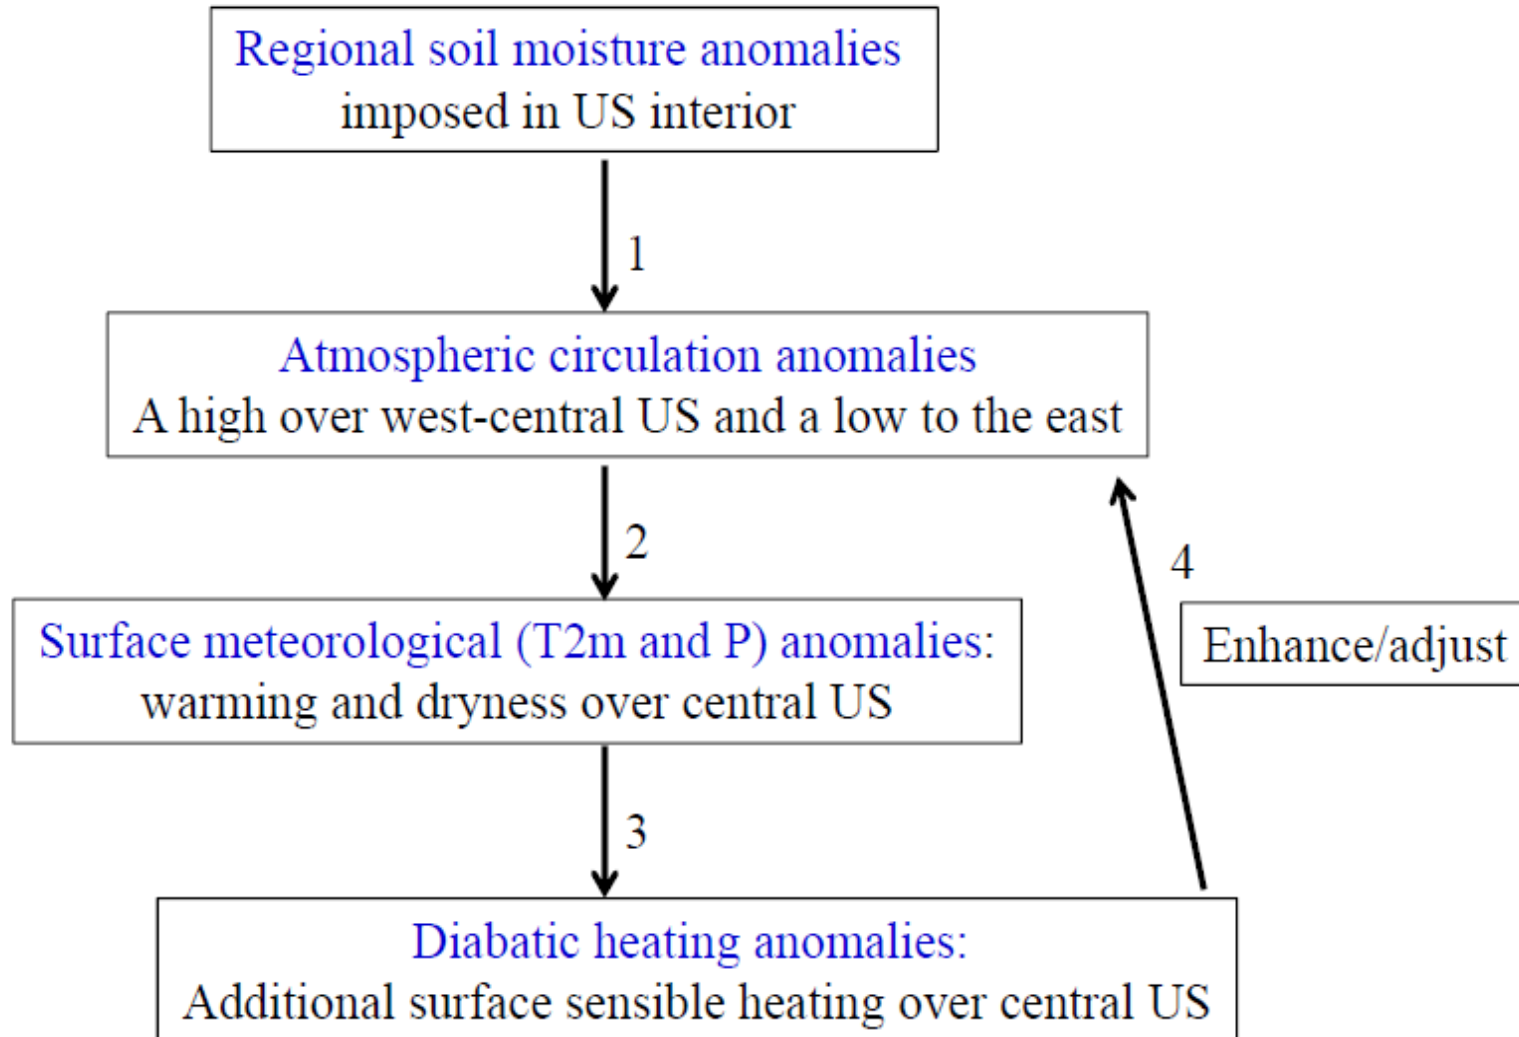 Regional soil moisture anomalies
imposed in US interior
1
Atmospheric circulation anomalies
A high over west-central US and a low to the east
2
4
Enhance/adjust
Surface meteorological (T2m and P) anomalies:
warming and dryness over central US
3
Diabatic heating anomalies:
Additional surface sensible heating over central US